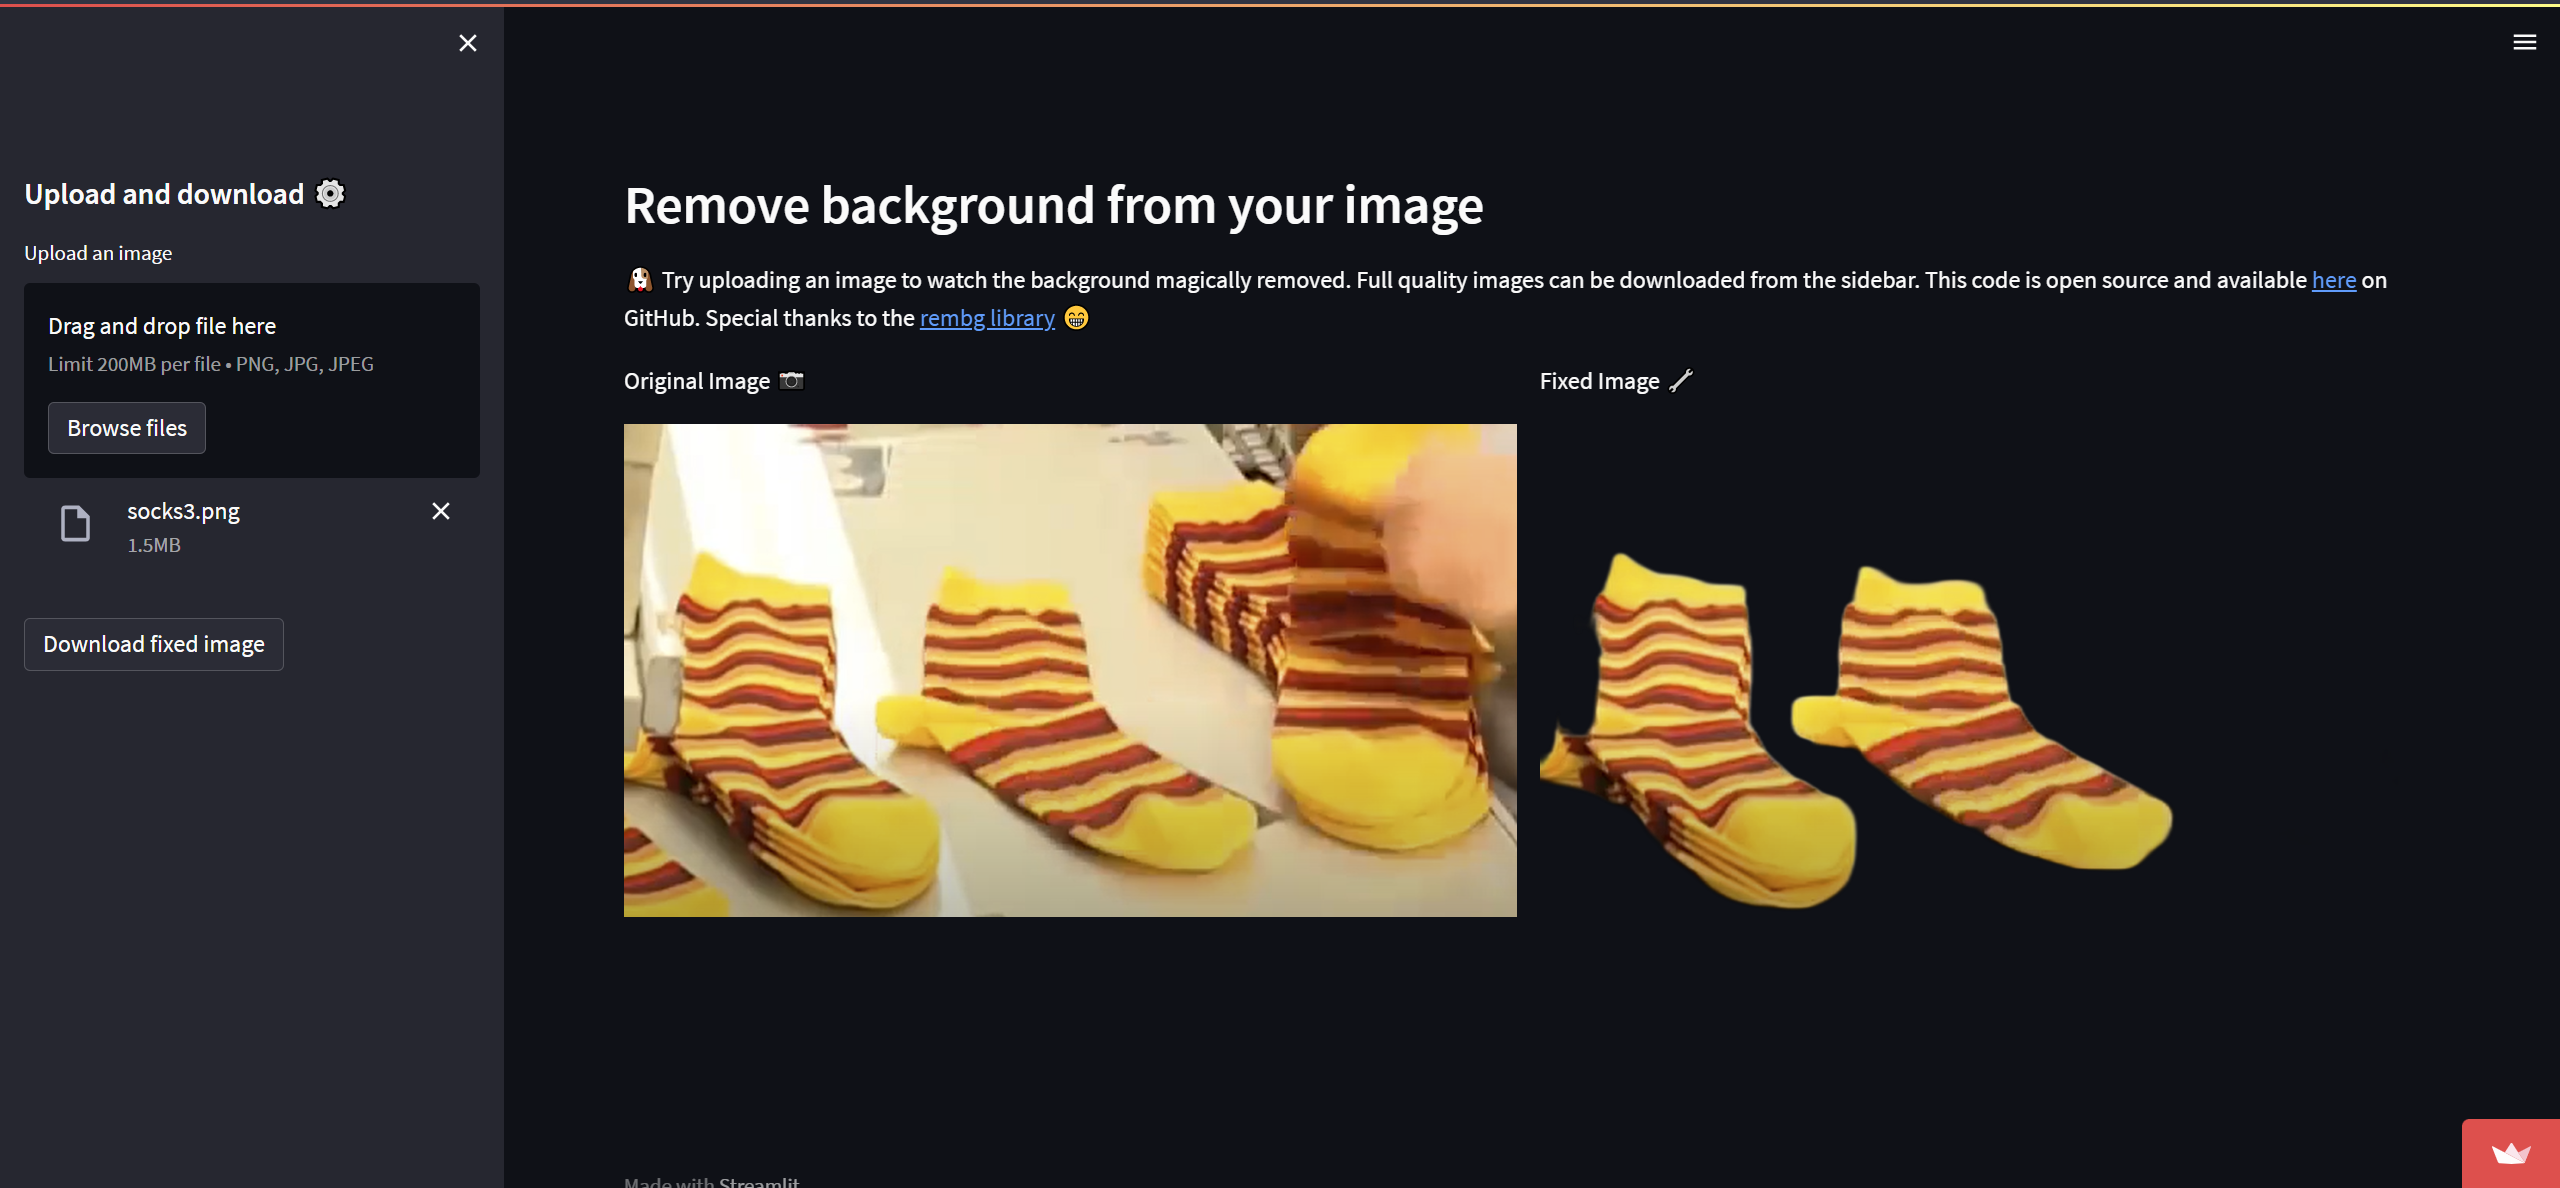 Upload and download
Upload an image
Drag and drop file here
Limit 200MB per file • PNG, JPG, JPEG
Browse files
socks3.png
1.5MB
Download fixed image
Remove background from your image
Try uploading an image to watch the background magically removed. Full quality images can be downloaded from the sidebar. This code is open source and available here on
GitHub. Special thanks to the rembg library
Original Image
Fixed Image
Made with Streamlit